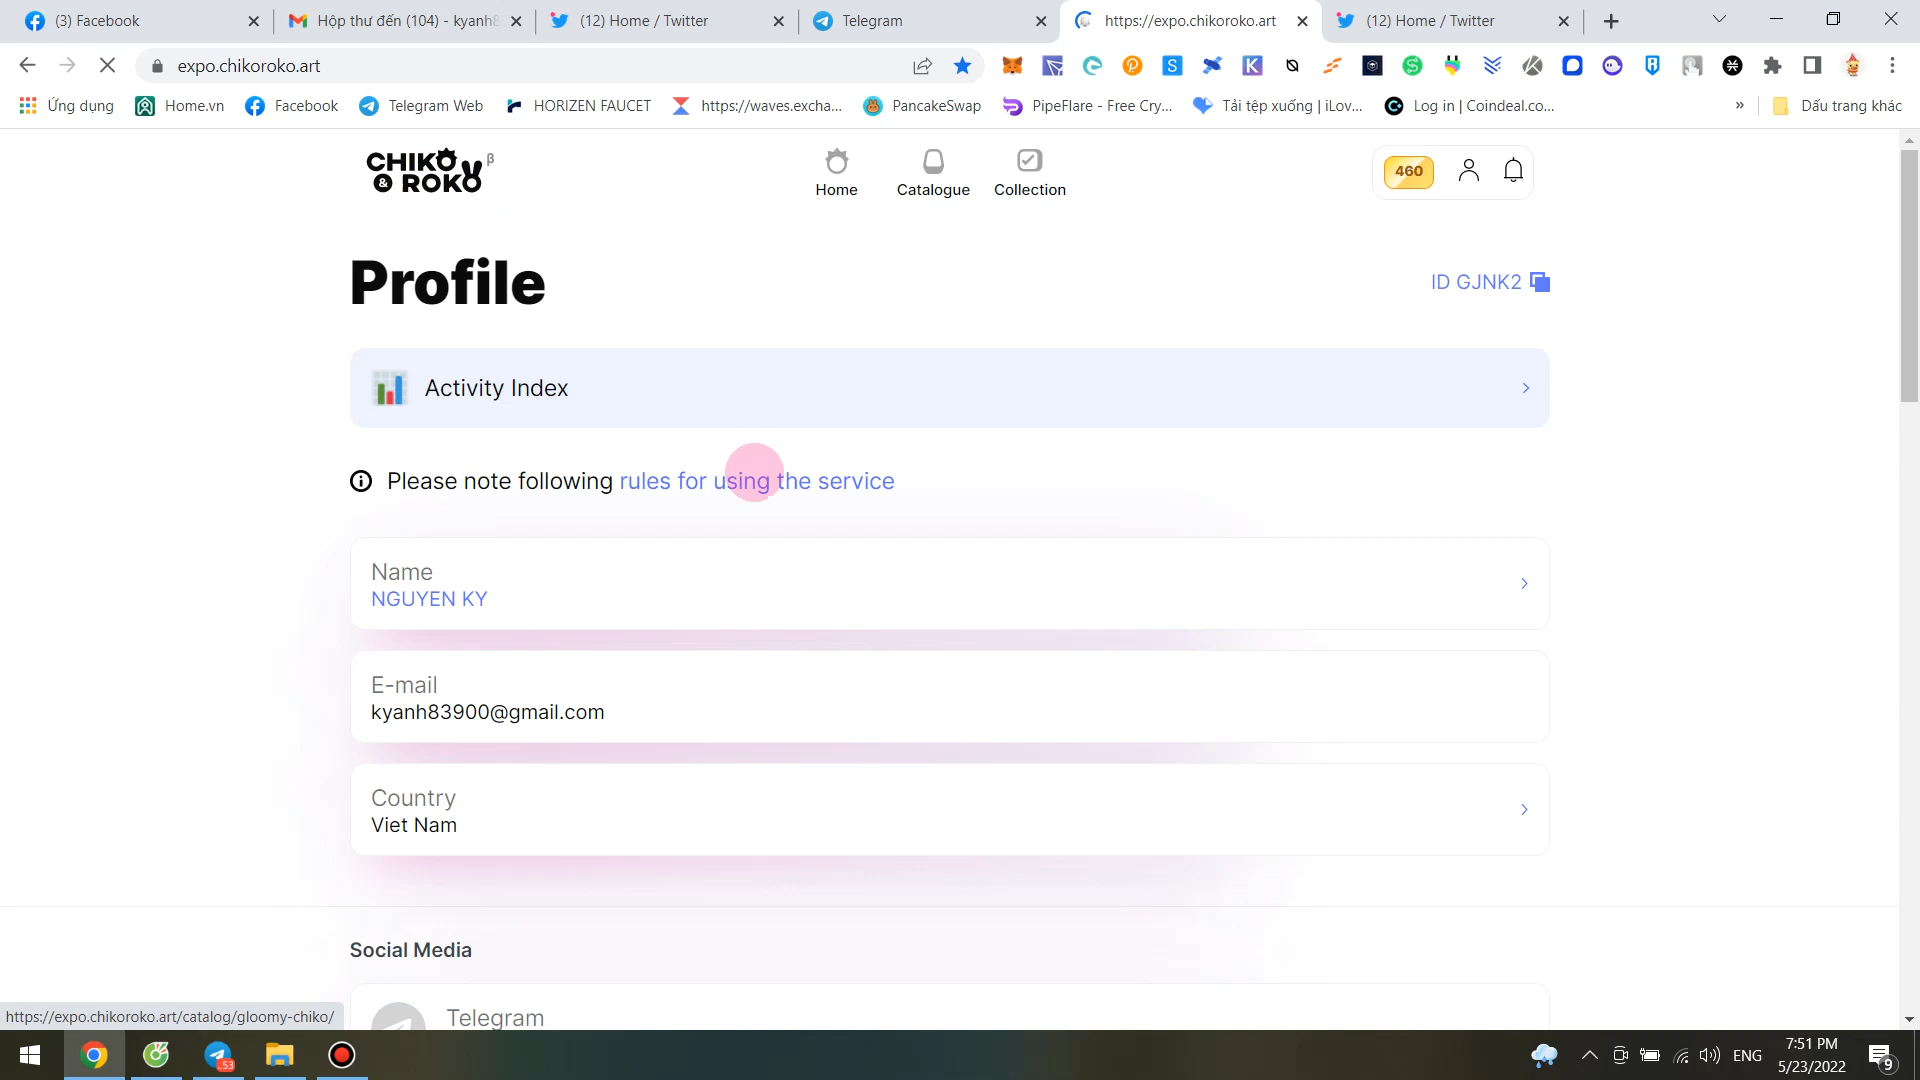 (3) Facebook
Hộp thư đến (104) - kyanh8
(12) Home / Twitter
Telegram
https://expo.chikoroko.art
(12) Home / Twitter
expo.chikoroko.art
Ứng dụng
Home.vn
Facebook
Telegram Web
HORIZEN FAUCET
https://waves.excha...
PancakeSwap
PipeFlare - Free Cry...
Tải tệp xuống | iLov...
Log in | Coindeal.co...
»
Dấu trang khác
CHIKO
& ROKO
β
Home
Catalogue
Collection
460
Profile
ID GJNK2
Activity Index
Please note following rules for using the service
Name
NGUYEN KY
E-mail
kyanh83900@gmail.com
Country
Viet Nam
Social Media
Telegram
https://expo.chikoroko.art/catalog/gloomy-chiko/
53
ENG
7:51 PM
5/23/2022
9